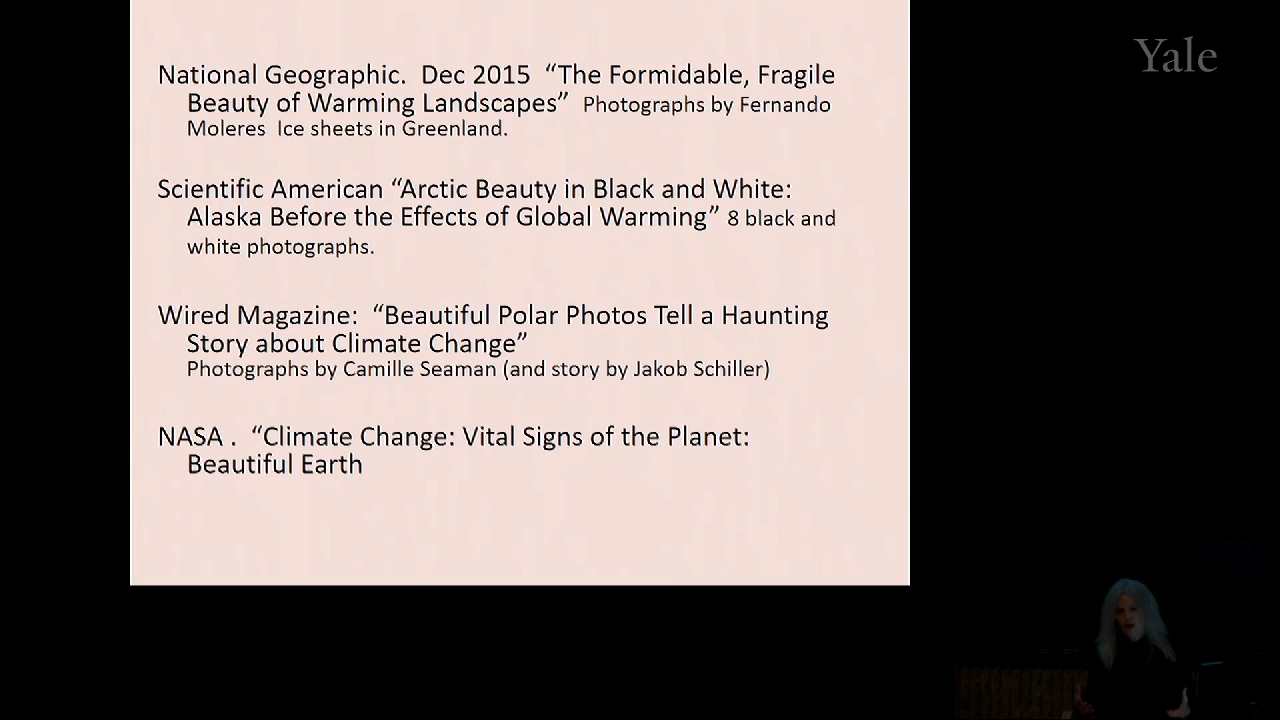 Yale
National Geographic.  Dec 2015  “The Formidable, Fragile
Beauty of Warming Landscapes”  Photographs by Fernando
Moleres  Ice sheets in Greenland.
Scientific American “Arctic Beauty in Black and White:
Alaska Before the Effects of Global Warming” 8 black and
white photographs.
Wired Magazine:  “Beautiful Polar Photos Tell a Haunting
Story about Climate Change”
Photographs by Camille Seaman (and story by Jakob Schiller)
NASA .  “Climate Change: Vital Signs of the Planet:
Beautiful Earth